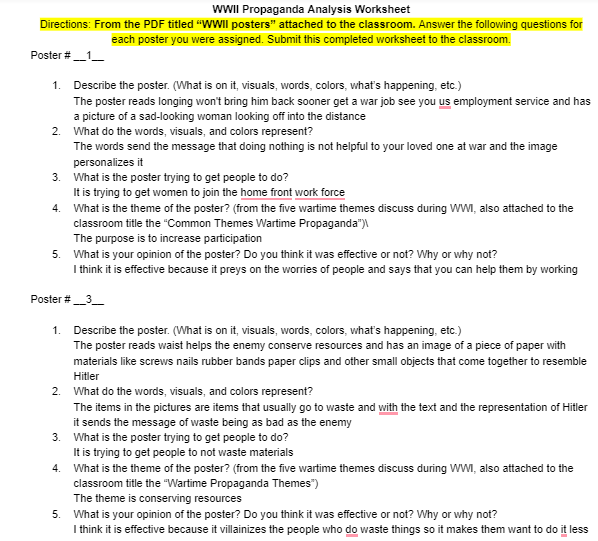 WWII Propaganda Analysis Worksheet
Directions: From the PDF titled “WWII posters” attached to the classroom. Answer the following questions for
each poster you were assigned. Submit this completed worksheet to the classroom.
Poster # __1__
1. Describe the poster. (What is on it, visuals, words, colors, what's happening, etc.)
The poster reads longing won't bring him back sooner get a war job see you us employment service and has
a picture of a sad-looking woman looking off into the distance
2. What do the words, visuals, and colors represent?
The words send the message that doing nothing is not helpful to your loved one at war and the image
personalizes it
3. What is the poster trying to get people to do?
It is trying to get women to join the home front work force
4. What is the theme of the poster? (from the five wartime themes discuss during WWI, also attached to the
classroom title the “Common Themes Wartime Propaganda”)\
The purpose is to increase participation
5. What is your opinion of the poster? Do you think it was effective or not? Why or why not?
I think it is effective because it preys on the worries of people and says that you can help them by working
Poster # __3__
1. Describe the poster. (What is on it, visuals, words, colors, what's happening, etc.)
The poster reads waist helps the enemy conserve resources and has an image of a piece of paper with
materials like screws nails rubber bands paper clips and other small objects that come together to resemble
Hitler
2. What do the words, visuals, and colors represent?
The items in the pictures are items that usually go to waste and with the text and the representation of Hitler
it sends the message of waste being as bad as the enemy
3. What is the poster trying to get people to do?
It is trying to get people to not waste materials
4. What is the theme of the poster? (from the five wartime themes discuss during WWI, also attached to the
classroom title the “Wartime Propaganda Themes”)
The theme is conserving resources
5. What is your opinion of the poster? Do you think it was effective or not? Why or why not?
I think it is effective because it villainizes the people who do waste things so it makes them want to do it less